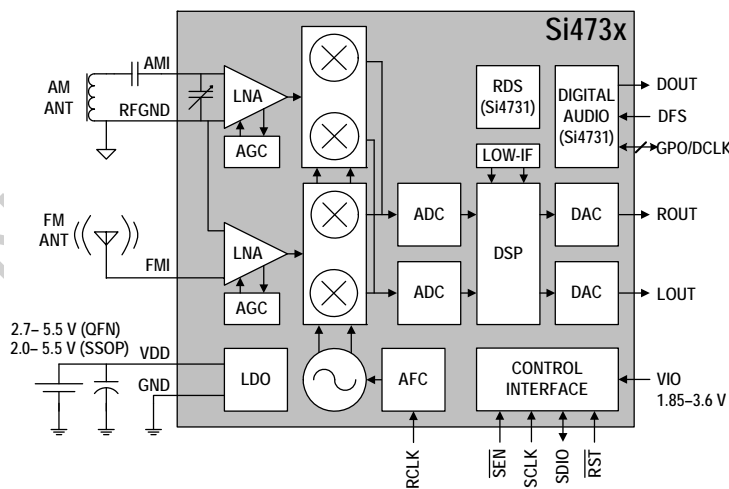 Si473x
AMI
AM
ANT
RFGND
LNA
AGC
RDS
(Si4731)
DIGITAL
AUDIO
(Si4731)
DOUT
DFS
GPO/DCLK
LOW-IF
FM
ANT
FMI
LNA
AGC
ADC
ADC
DSP
DAC
DAC
ROUT
LOUT
2.7– 5.5 V (QFN)
2.0– 5.5 V (SSOP)
VDD
GND
LDO
AFC
CONTROL
INTERFACE
VIO
1.85–3.6 V
RCLK
SEN
SCLK
SDIO
RST